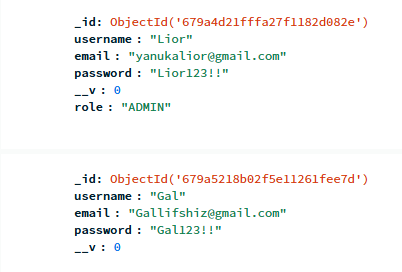 _id: ObjectId('679a4d21fffa27f1182d082e')
username : "Lior"
email : "yanukalior@gmail.com"
password : "Lior123!!"
__v : 0
role : "ADMIN"
_id: ObjectId('679a5218b02f5e11261fee7d')
username : "Gal"
email : "Gallifshiz@gmail.com"
password : "Gal123!!"
__v : 0